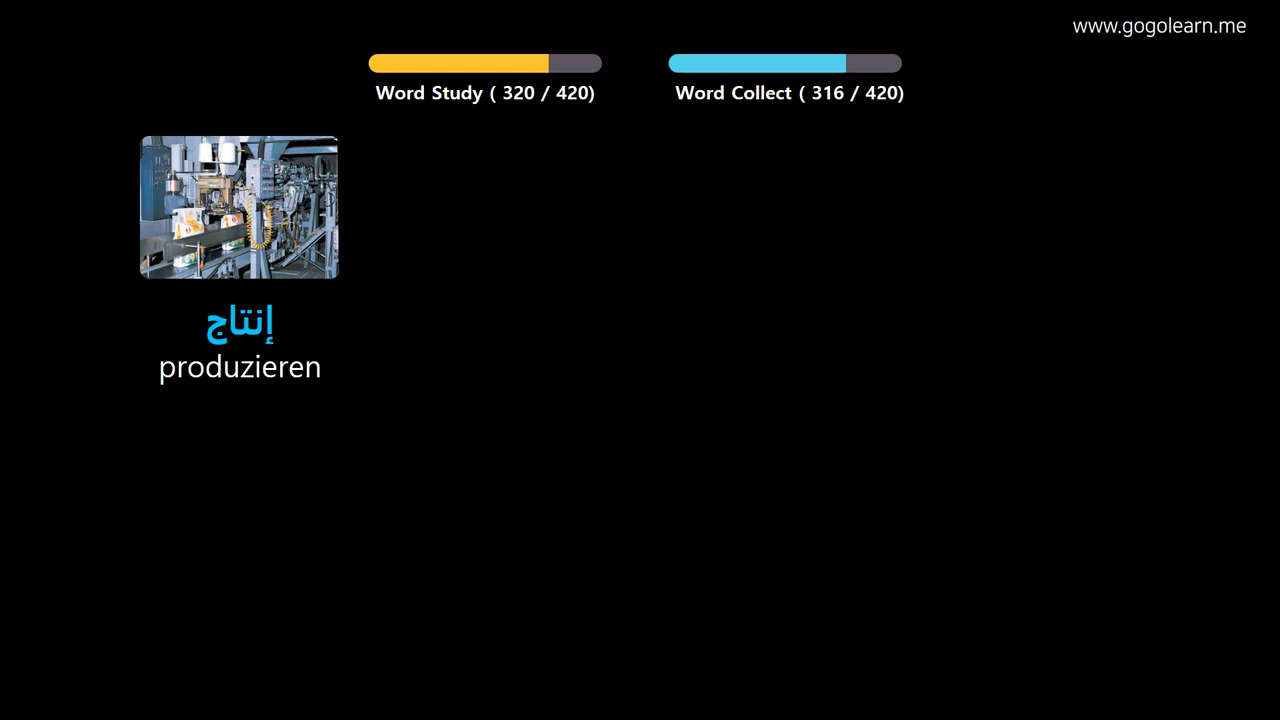 www.gogolearn.me
Word Study ( 320 / 420)
Word Collect ( 316 / 420)
إنتاج
produzieren